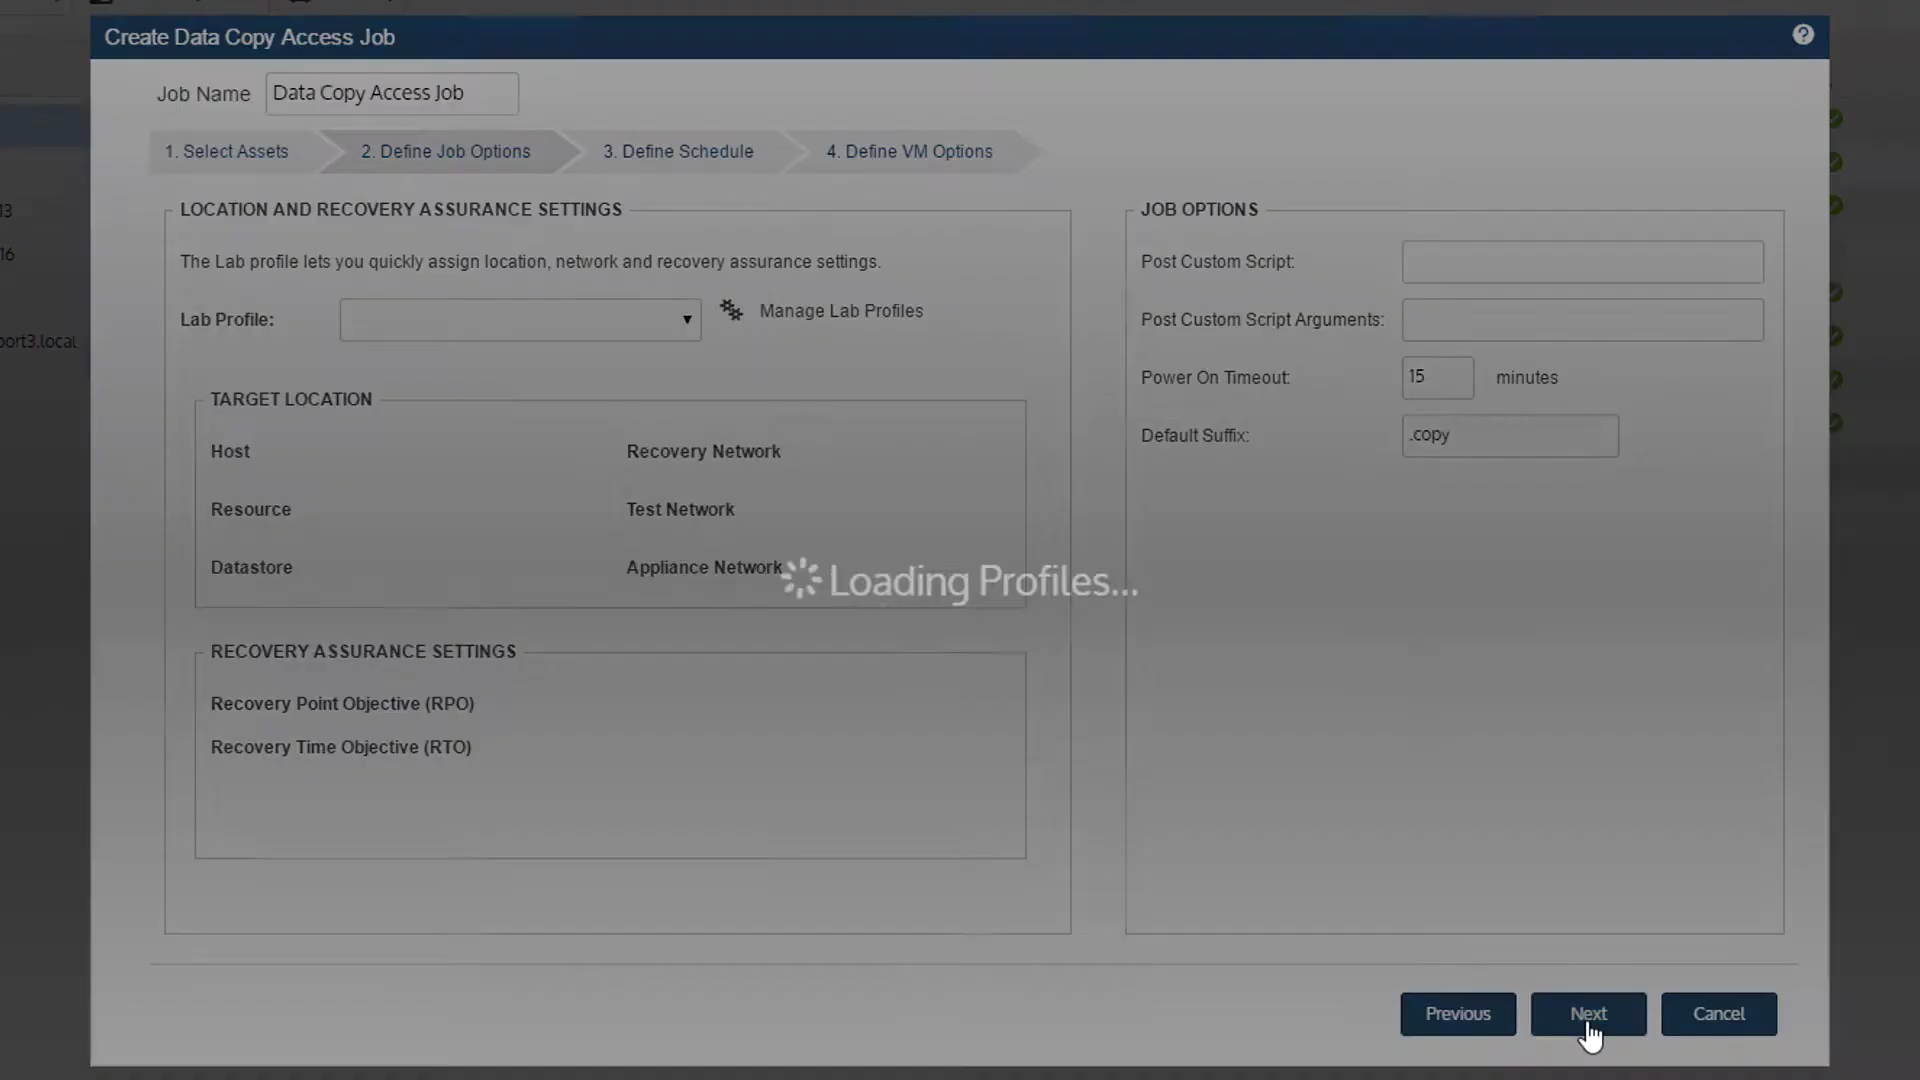 Create Data Copy Access Job
?
Job Name Data Copy Access Job
1. Select Assets 2. Define Job Options 3. Define Schedule 4. Define VM Options
13
16
port3.local
LOCATION AND RECOVERY ASSURANCE SETTINGS
The Lab profile lets you quickly assign location, network and recovery assurance settings.
Lab Profile: Manage Lab Profiles
TARGET LOCATION
Host Recovery Network
Resource Test Network
Datastore Appliance Network
Loading Profiles...
RECOVERY ASSURANCE SETTINGS
Recovery Point Objective (RPO)
Recovery Time Objective (RTO)
JOB OPTIONS
Post Custom Script:
Post Custom Script Arguments:
Power On Timeout: 15 minutes
Default Suffix: .copy
Previous Next Cancel